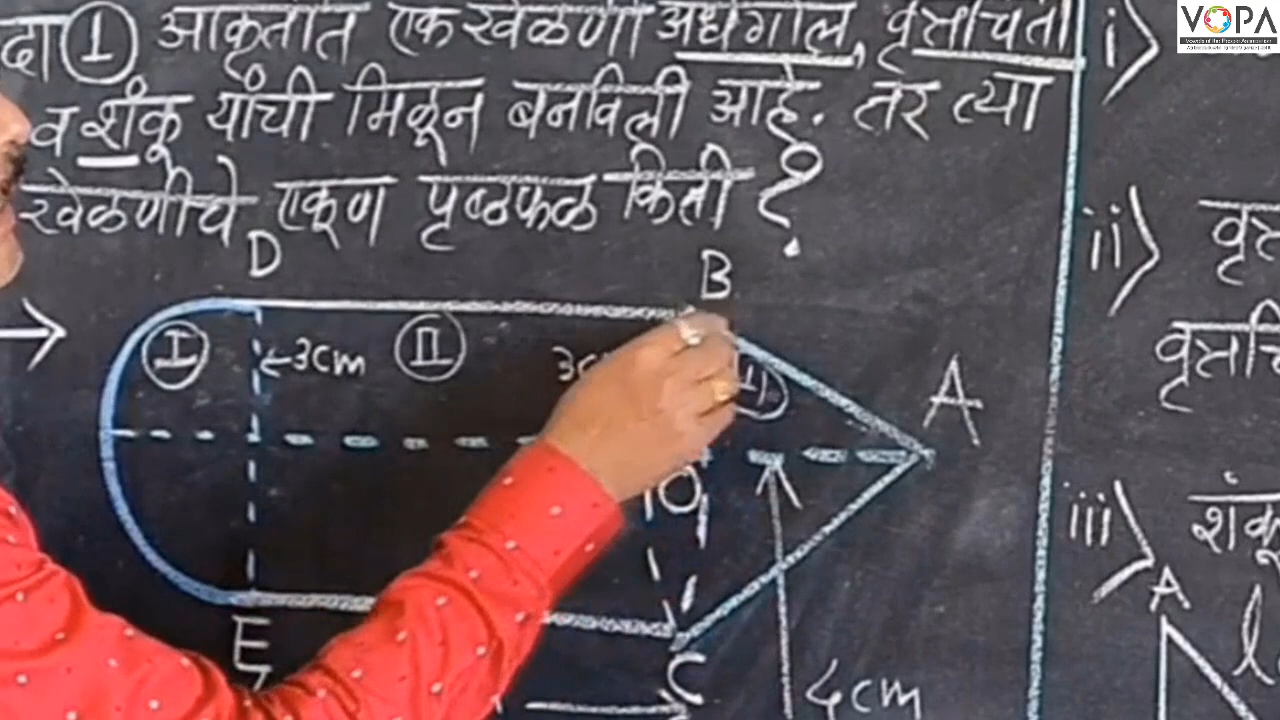 दा ① आकृतीत एक खेळणी अर्धगोल, वृत्तचिती
व शंकू यांची मिळून बनविली आहे. तर त्या
खेळणीचे एकूण पृष्ठफळ किती ?
D
B
I
←3cm
II
A
O
E
C
4cm
i)
ii)
वृत्तचि
iii) शंकू
A
l
VOPA